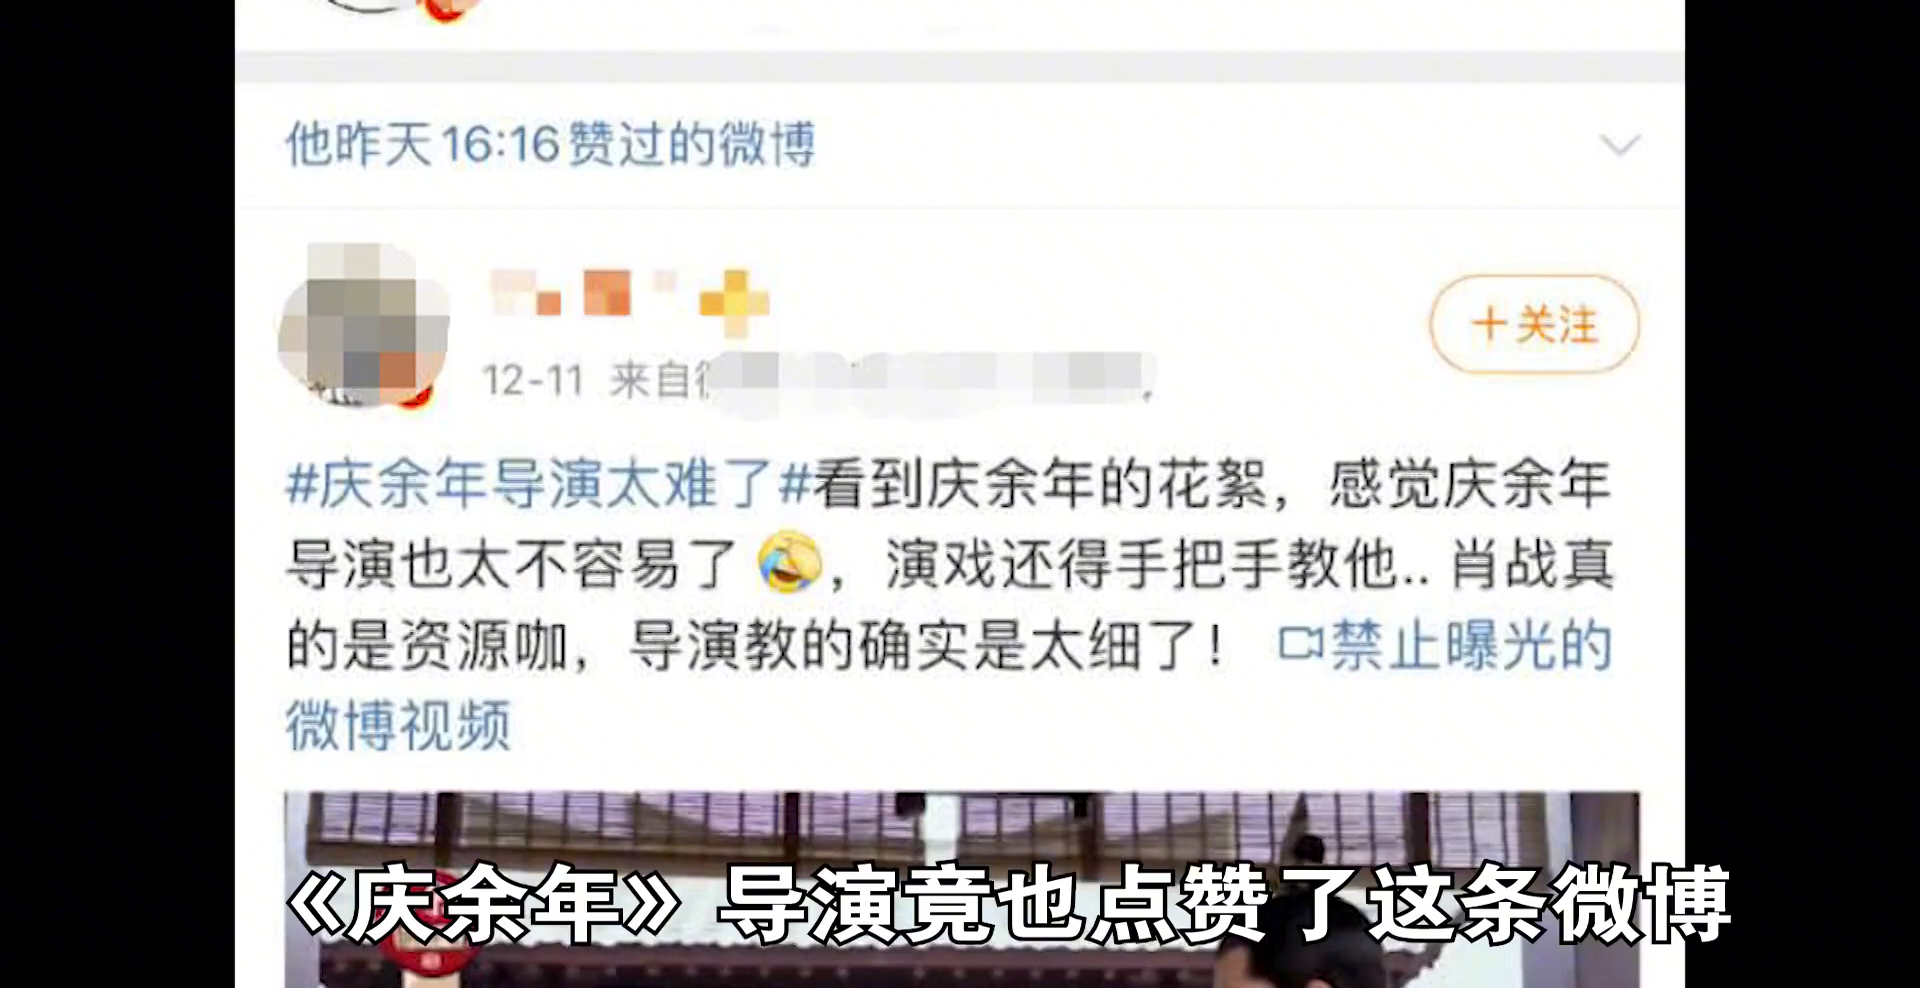 他昨天16:16赞过的微博
+关注
12-11 来自
#庆余年导演太难了#看到庆余年的花絮，感觉庆余年
导演也太不容易了🤣，演戏还得手把手教他..肖战真
的是资源咖，导演教的确实是太细了！ 禁止曝光的
微博视频
《庆余年》导演竟也点赞了这条微博